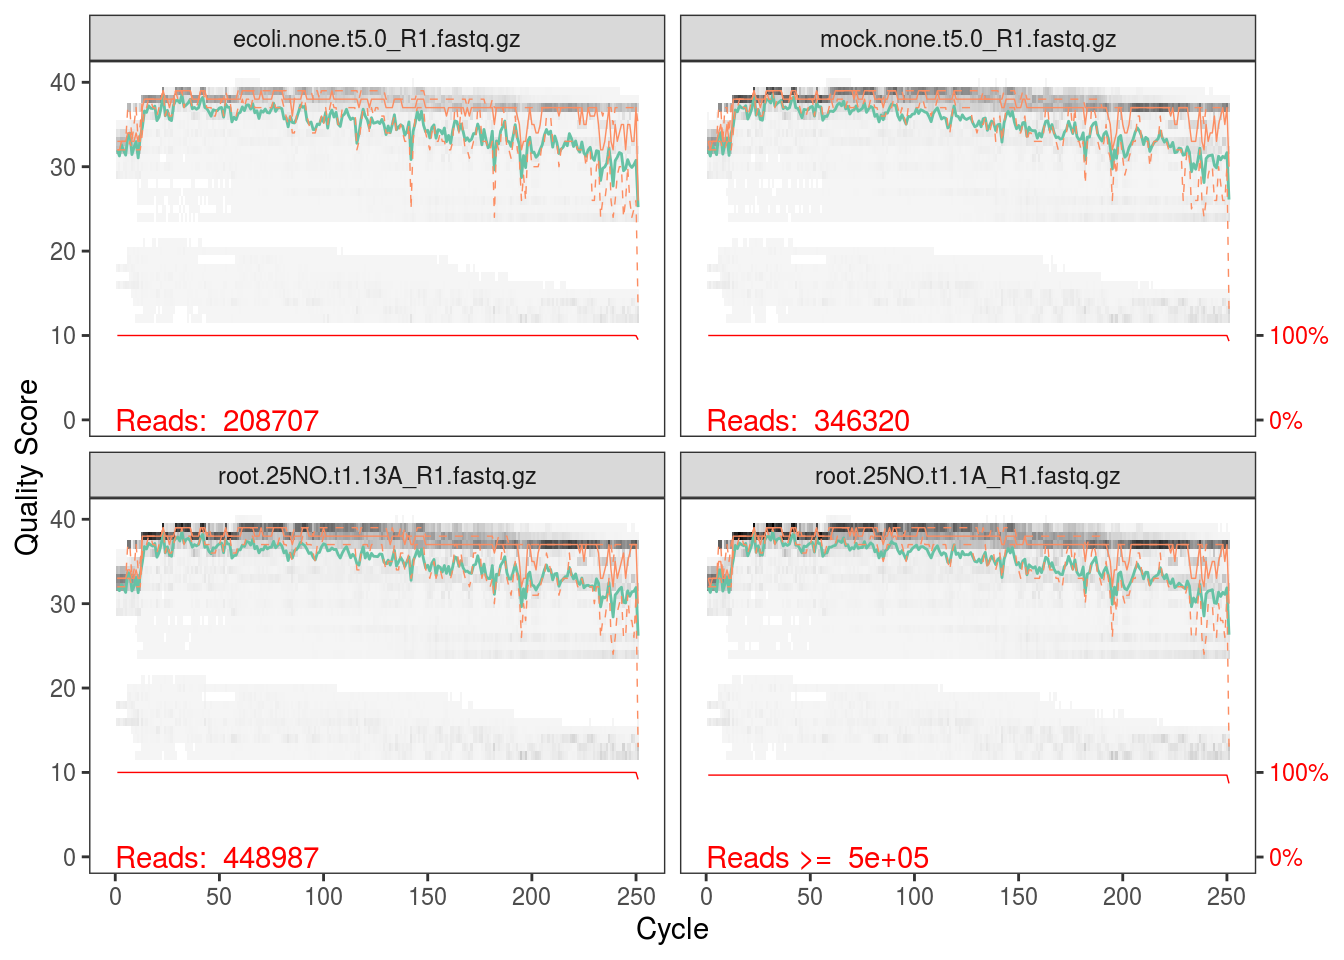 ecoli.none.t5.0_R1.fastq.gz
mock.none.t5.0_R1.fastq.gz
40
30
20
10
0
Reads: 208707
Reads: 346320
100%
0%
root.25NO.t1.13A_R1.fastq.gz
root.25NO.t1.1A_R1.fastq.gz
40
30
20
10
0
Reads: 448987
Reads >= 5e+05
100%
0%
0 50 100 150 200 250
0 50 100 150 200 250
Cycle
Quality Score